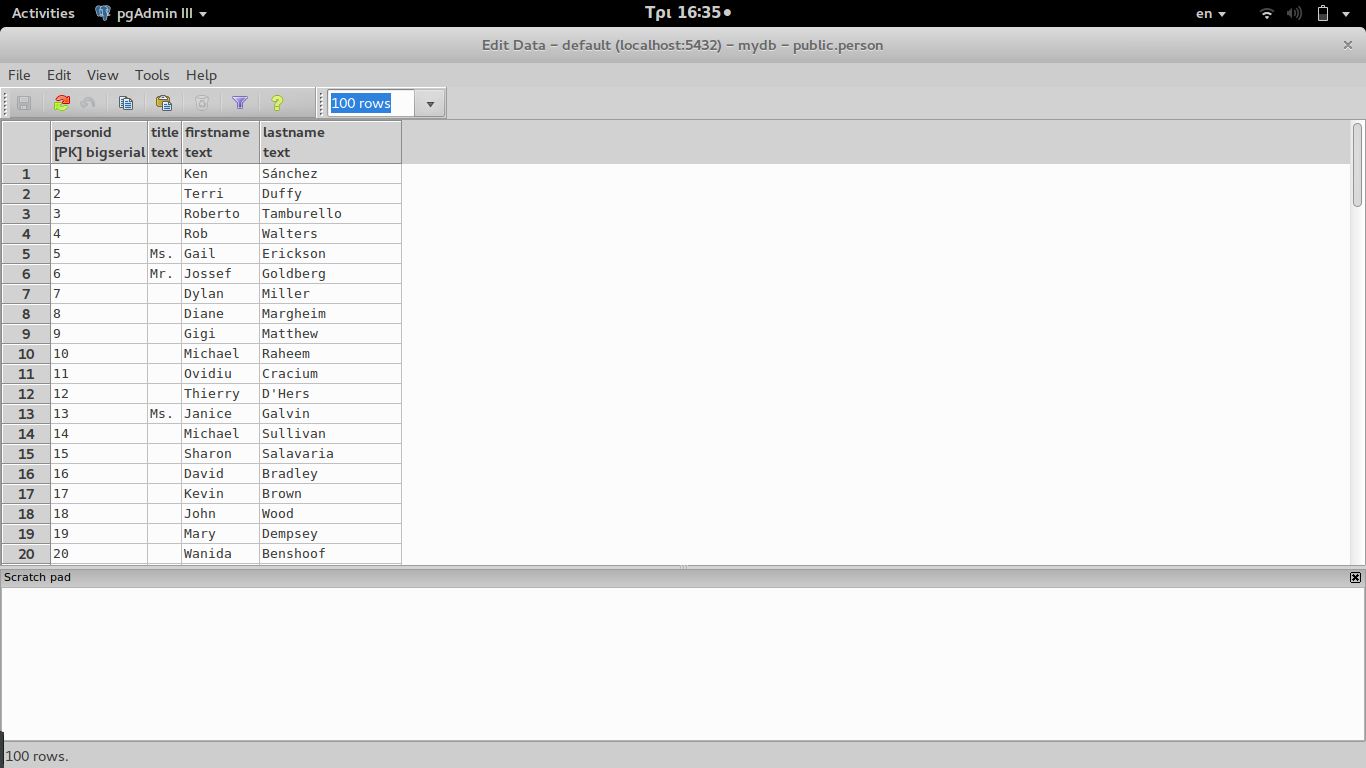 Activities pgAdmin III Τρι 16:35 en
Edit Data – default (localhost:5432) – mydb – public.person
File Edit View Tools Help
100 rows
personid title firstname lastname
[PK] bigserial text text text
1 1 Ken Sánchez
2 2 Terri Duffy
3 3 Roberto Tamburello
4 4 Rob Walters
5 5 Ms. Gail Erickson
6 6 Mr. Jossef Goldberg
7 7 Dylan Miller
8 8 Diane Margheim
9 9 Gigi Matthew
10 10 Michael Raheem
11 11 Ovidiu Cracium
12 12 Thierry D'Hers
13 13 Ms. Janice Galvin
14 14 Michael Sullivan
15 15 Sharon Salavaria
16 16 David Bradley
17 17 Kevin Brown
18 18 John Wood
19 19 Mary Dempsey
20 20 Wanida Benshoof
Scratch pad
100 rows.